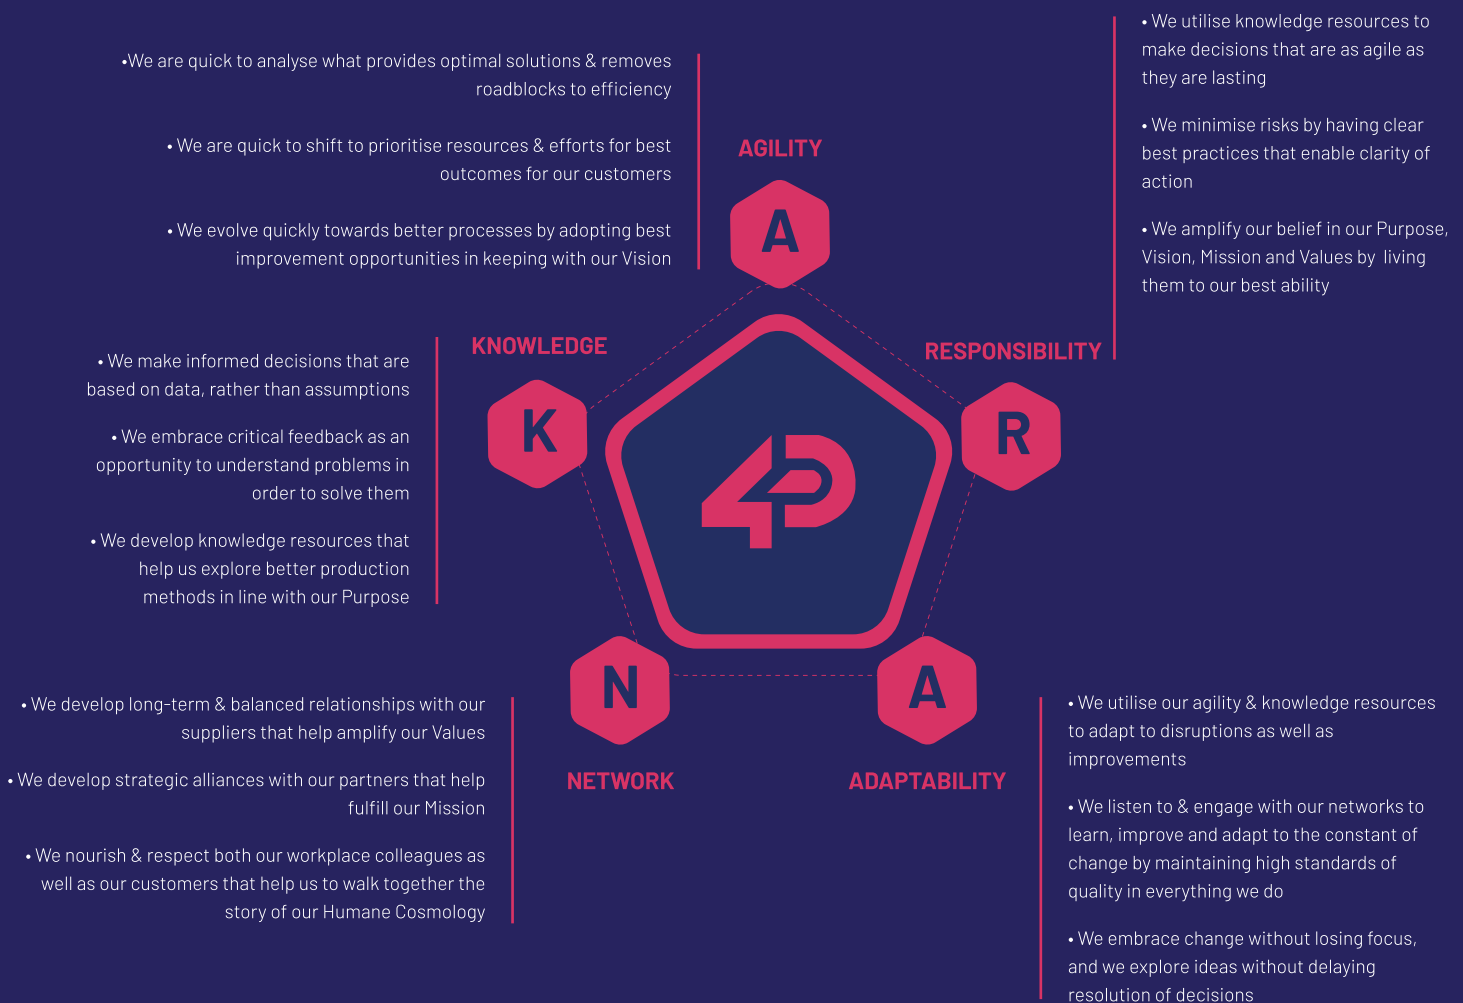 •We are quick to analyse what provides optimal solutions & removes
roadblocks to efficiency
• We are quick to shift to prioritise resources & efforts for best
outcomes for our customers
• We evolve quickly towards better processes by adopting best
improvement opportunities in keeping with our Vision
AGILITY
A
• We utilise knowledge resources to
make decisions that are as agile as
they are lasting
• We minimise risks by having clear
best practices that enable clarity of
action
• We amplify our belief in our Purpose,
Vision, Mission and Values by living
them to our best ability
RESPONSIBILITY
R
KNOWLEDGE
K
• We make informed decisions that are
based on data, rather than assumptions
• We embrace critical feedback as an
opportunity to understand problems in
order to solve them
• We develop knowledge resources that
help us explore better production
methods in line with our Purpose
4P
N
NETWORK
• We develop long-term & balanced relationships with our
suppliers that help amplify our Values
• We develop strategic alliances with our partners that help
fulfill our Mission
• We nourish & respect both our workplace colleagues as
well as our customers that help us to walk together the
story of our Humane Cosmology
A
ADAPTABILITY
• We utilise our agility & knowledge resources
to adapt to disruptions as well as
improvements
• We listen to & engage with our networks to
learn, improve and adapt to the constant of
change by maintaining high standards of
quality in everything we do
• We embrace change without losing focus,
and we explore ideas without delaying
resolution of decisions